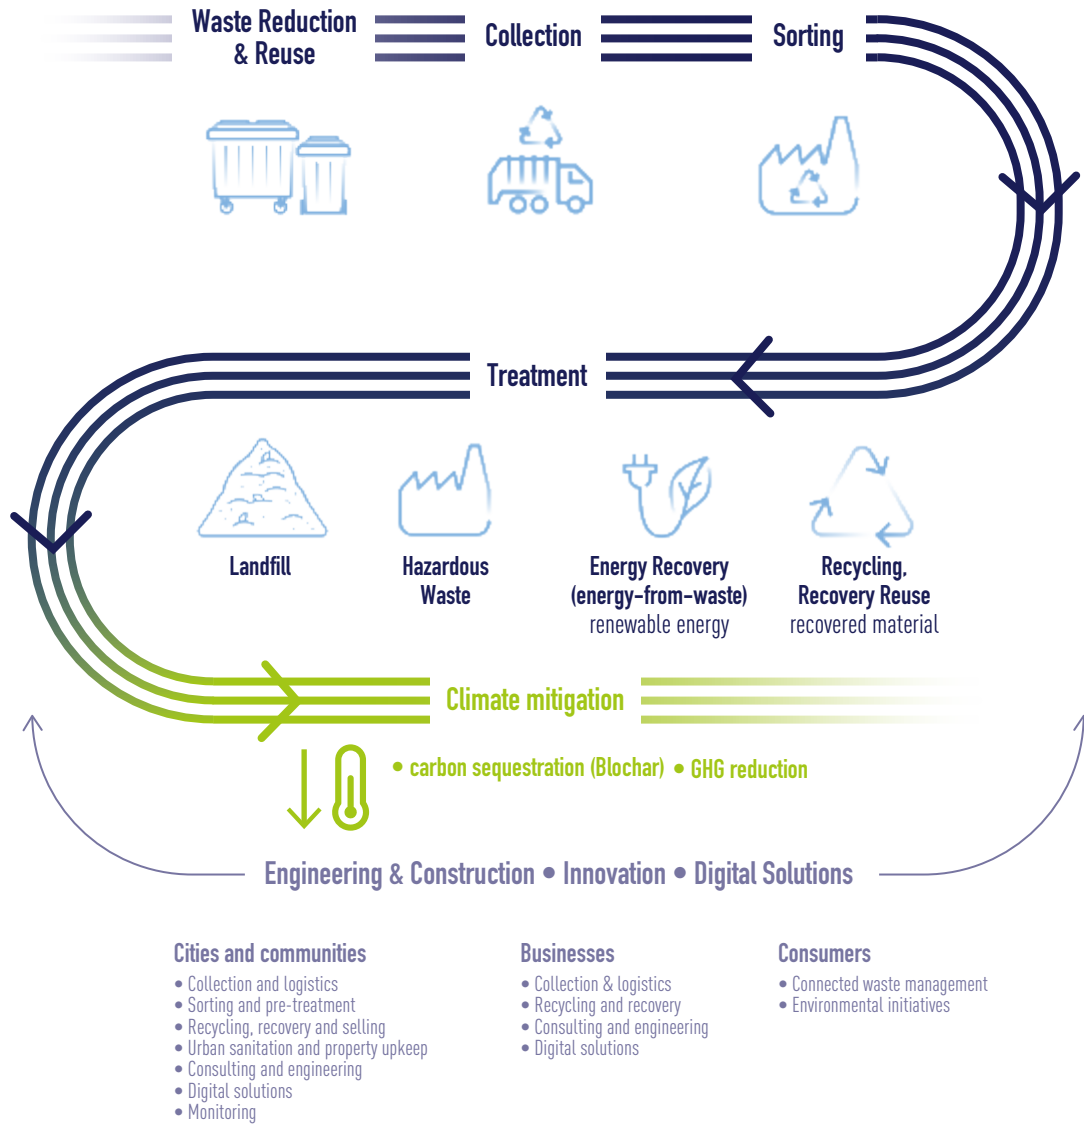 Waste Reduction
& Reuse
Collection
Sorting
Treatment
Landfill
Hazardous
Waste
Energy Recovery
(energy-from-waste)
renewable energy
Recycling,
Recovery Reuse
recovered material
Climate mitigation
• carbon sequestration (Blochar) • GHG reduction
Engineering & Construction • Innovation • Digital Solutions
Cities and communities
• Collection and logistics
• Sorting and pre-treatment
• Recycling, recovery and selling
• Urban sanitation and property upkeep
• Consulting and engineering
• Digital solutions
• Monitoring
Businesses
• Collection & logistics
• Recycling and recovery
• Consulting and engineering
• Digital solutions
Consumers
• Connected waste management
• Environmental initiatives